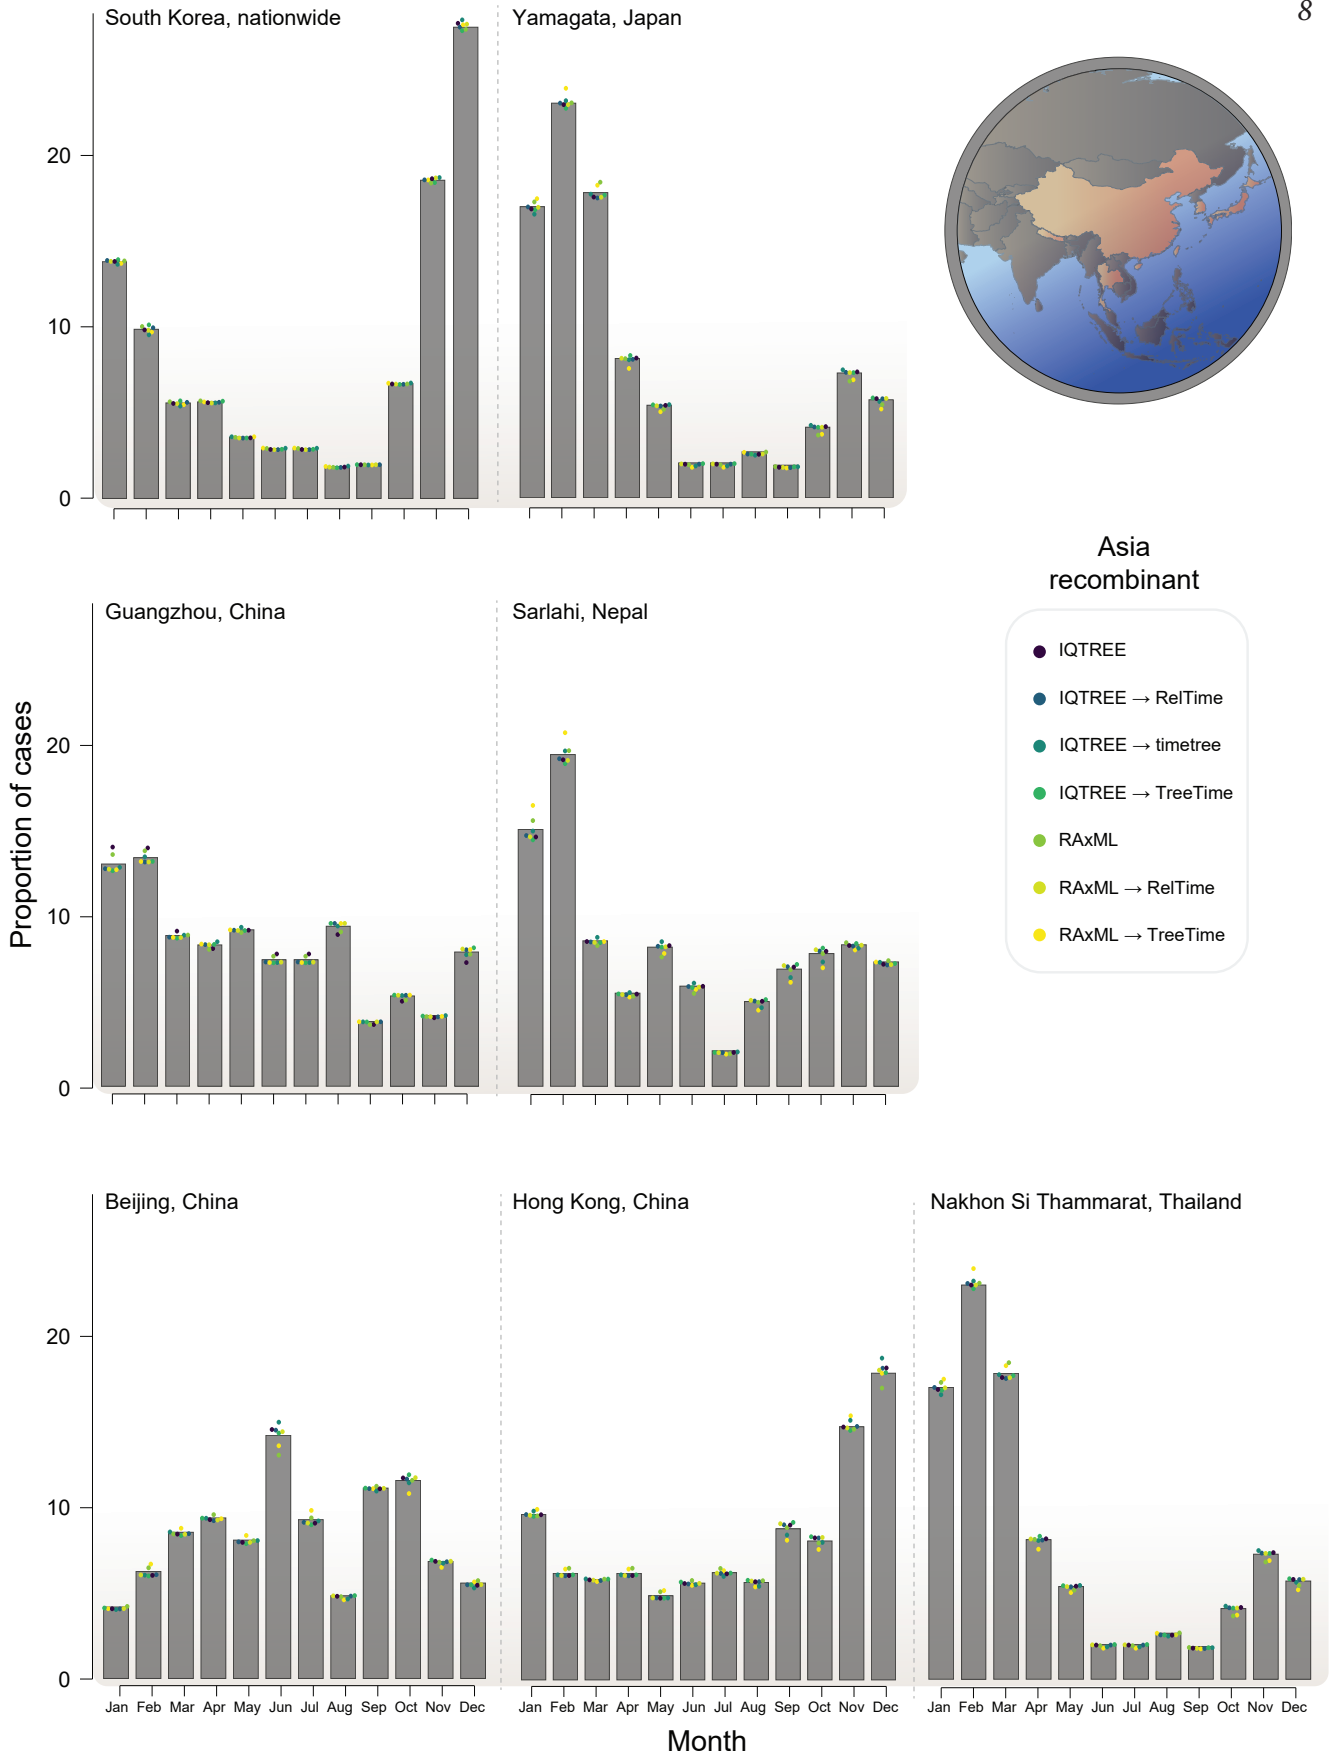 8
South Korea, nationwide
Yamagata, Japan
20
10
0
Asia
recombinant
IQTREE
IQTREE → RelTime
IQTREE → timetree
IQTREE → TreeTime
RAxML
RAxML → RelTime
RAxML → TreeTime
Guangzhou, China
Sarlahi, Nepal
20
10
0
Proportion of cases
Beijing, China
Hong Kong, China
Nakhon Si Thammarat, Thailand
20
10
0
Jan Feb Mar Apr May Jun Jul Aug Sep Oct Nov Dec
Jan Feb Mar Apr May Jun Jul Aug Sep Oct Nov Dec
Jan Feb Mar Apr May Jun Jul Aug Sep Oct Nov Dec
Month